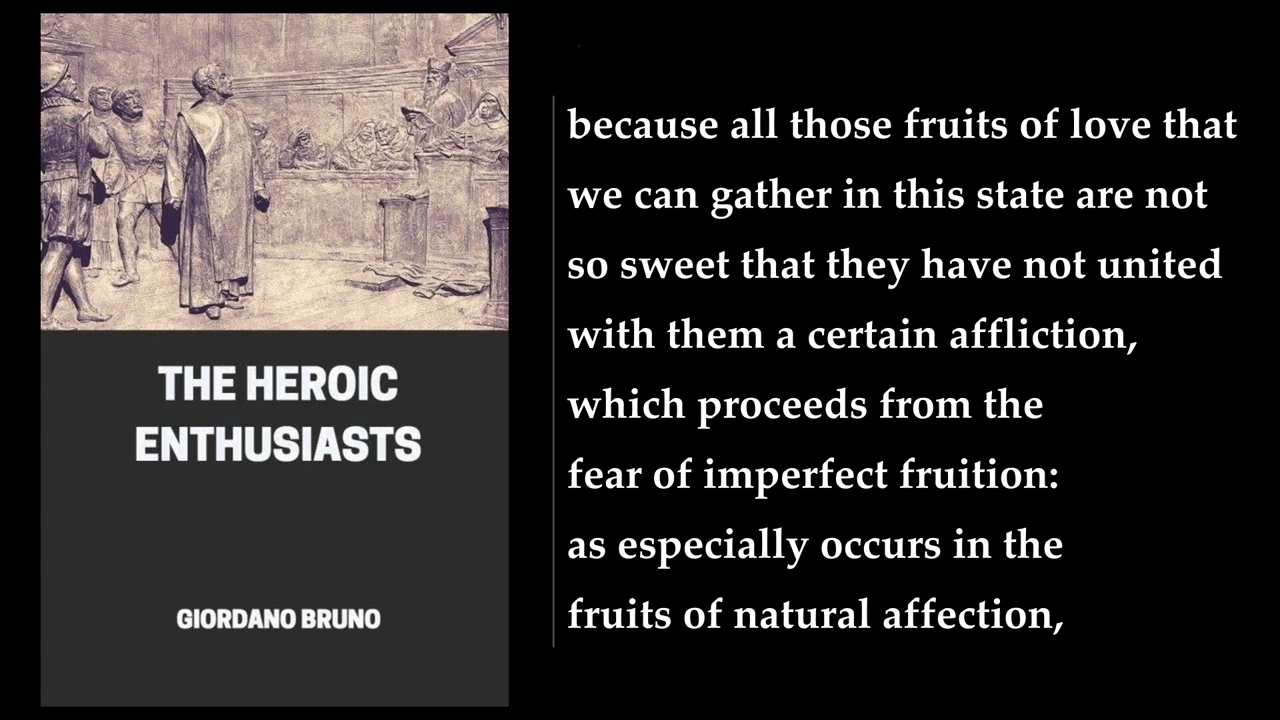 THE HEROIC
ENTHUSIASTS
GIORDANO BRUNO
because all those fruits of love that
we can gather in this state are not
so sweet that they have not united
with them a certain affliction,
which proceeds from the
fear of imperfect fruition:
as especially occurs in the
fruits of natural affection,